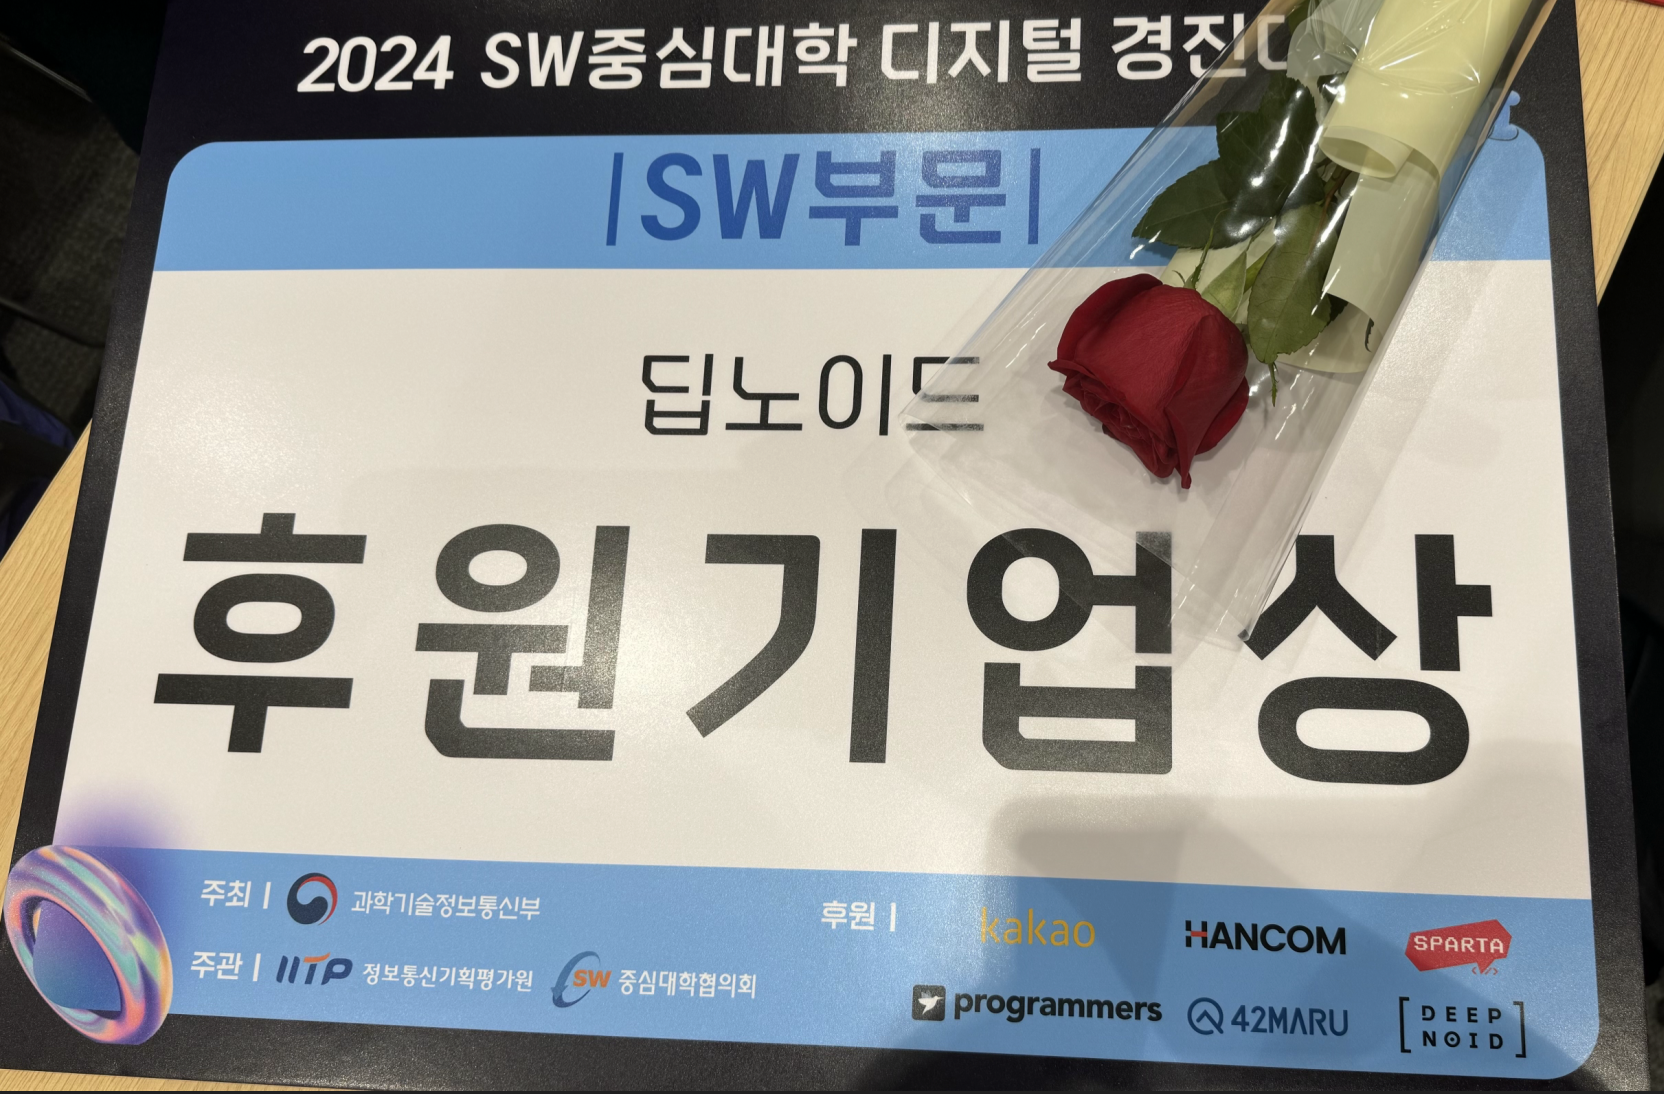 2024 SW중심대학 디지털 경진
|SW부문|
딥노이드
후원기업상
주최 | 과학기술정보통신부
주관 | IITP 정보통신기획평가원 SW 중심대학협의회
후원 | kakao HANCOM SPARTA
programmers 42MARU [DEEP NOID]